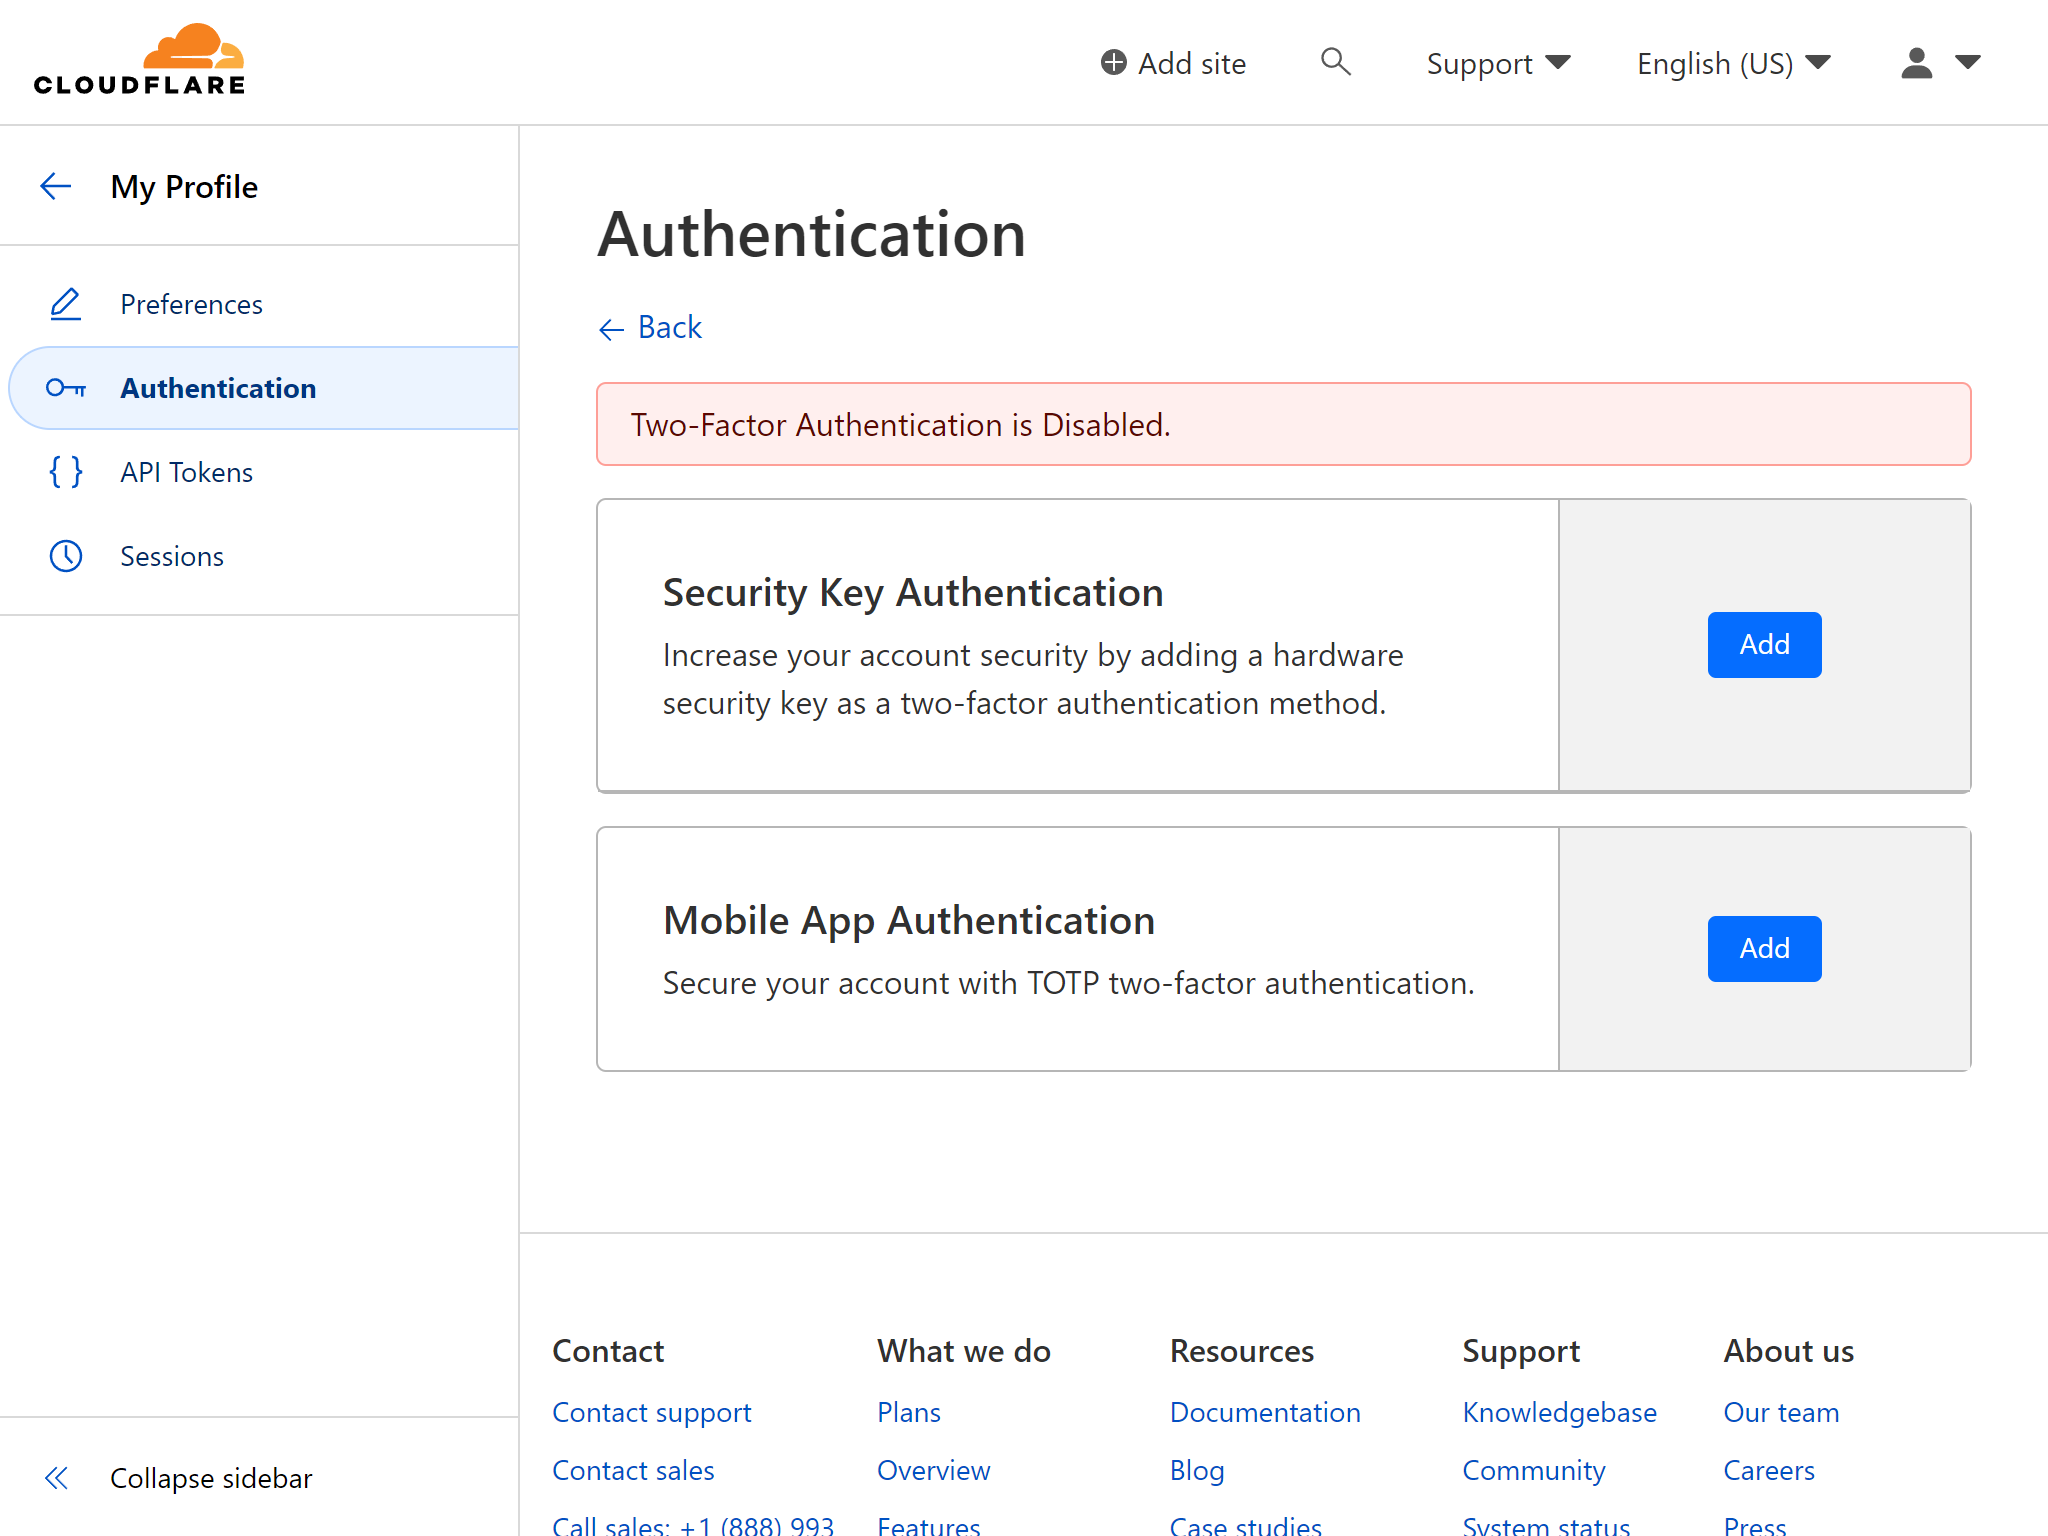 CLOUDFLARE
Add site
Support
English (US)
My Profile
Preferences
Authentication
API Tokens
Sessions
Collapse sidebar
Authentication
Back
Two-Factor Authentication is Disabled.
Security Key Authentication
Increase your account security by adding a hardware
security key as a two-factor authentication method.
Add
Mobile App Authentication
Secure your account with TOTP two-factor authentication.
Add
Contact
Contact support
Contact sales
Call sales: +1 (888) 993
What we do
Plans
Overview
Features
Resources
Documentation
Blog
Case studies
Support
Knowledgebase
Community
System status
About us
Our team
Careers
Press